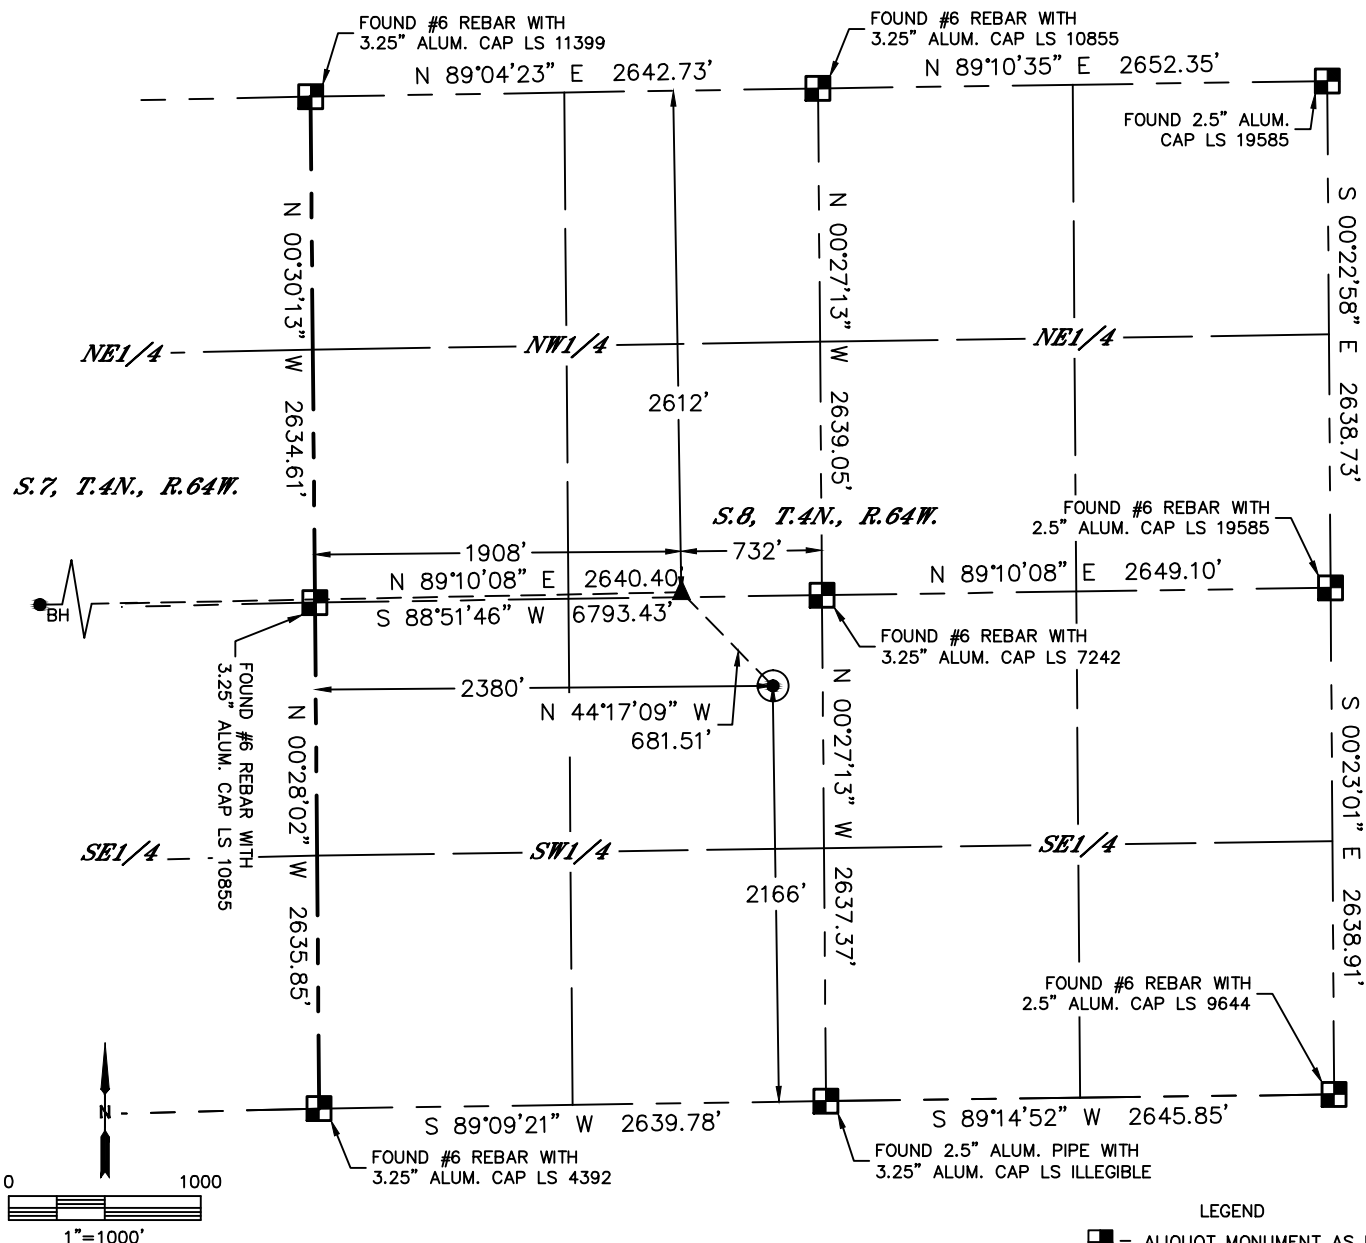 FOUND #6 REBAR WITH
3.25" ALUM. CAP LS 11399
FOUND #6 REBAR WITH
3.25" ALUM. CAP LS 10855
N 89°04'23" E 2642.73'
N 89°10'35" E 2652.35'
FOUND 2.5" ALUM.
CAP LS 19585
N 00°30'13" W 2634.61'
N 00°27'13" W 2639.05'
S 00°22'58" E 2638.73'
NE1/4
NW1/4
NE1/4
2612'
S.7, T.4N., R.64W.
S.8, T.4N., R.64W.
FOUND #6 REBAR WITH
2.5" ALUM. CAP LS 19585
1908'
732'
N 89°10'08" E 2640.40'
N 89°10'08" E 2649.10'
BH
S 88°51'46" W 6793.43'
FOUND #6 REBAR WITH
3.25" ALUM. CAP LS 7242
FOUND #6 REBAR WITH
3.25" ALUM. CAP LS 10855
2380'
N 44°17'09" W
681.51'
N 00°28'02" W 2635.85'
N 00°27'13" W 2637.37'
S 00°23'01" E 2638.91'
SE1/4
SW1/4
SE1/4
2166'
FOUND #6 REBAR WITH
2.5" ALUM. CAP LS 9644
N
S 89°09'21" W 2639.78'
S 89°14'52" W 2645.85'
FOUND #6 REBAR WITH
3.25" ALUM. CAP LS 4392
FOUND 2.5" ALUM. PIPE WITH
3.25" ALUM. CAP LS ILLEGIBLE
0 1000
1"=1000'
LEGEND
= ALIQUOT MONUMENT AS